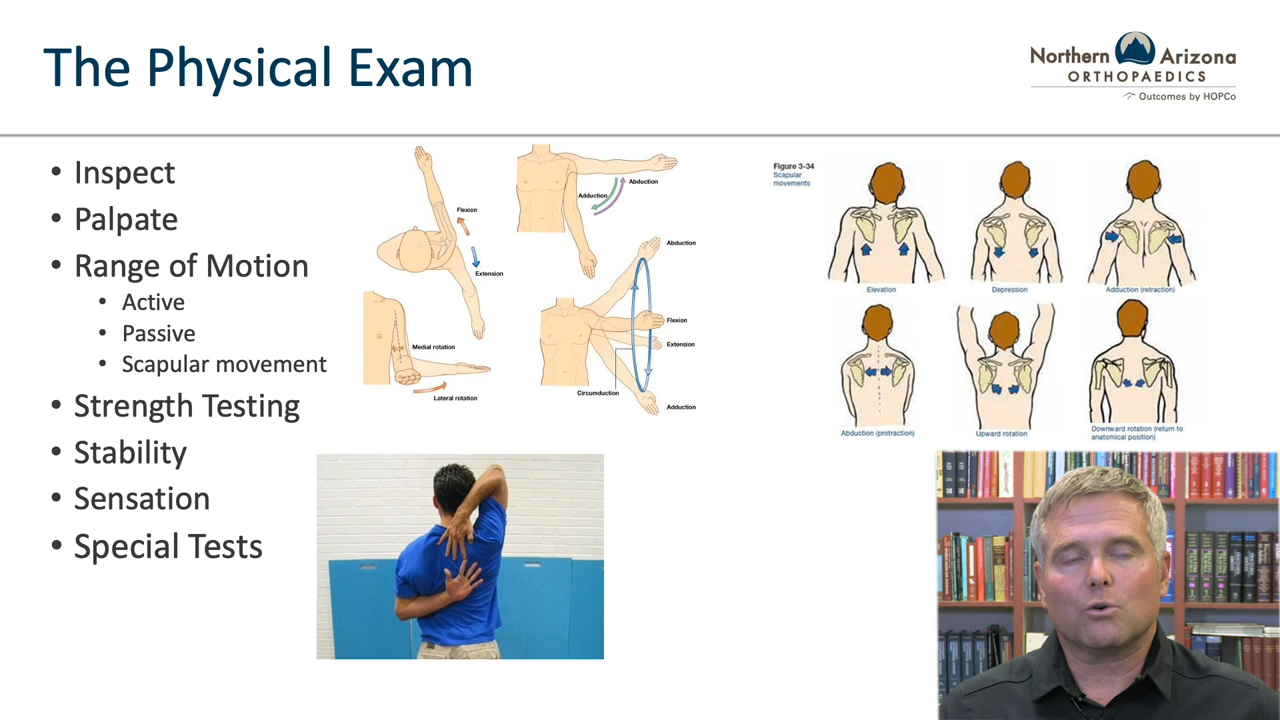 The Physical Exam
Northern Arizona
ORTHOPAEDICS
Outcomes by HOPCo
• Inspect
• Palpate
• Range of Motion
• Active
• Passive
• Scapular movement
• Strength Testing
• Stability
• Sensation
• Special Tests
Flexion
Extension
Medial rotation
Lateral rotation
Abduction
Adduction
Abduction
Flexion
Extension
Circumduction
Adduction
Figure 3-34
Scapular
movements
Elevation
Depression
Adduction (retraction)
Abduction (protraction)
Upward rotation
Downward rotation (return to
anatomical position)